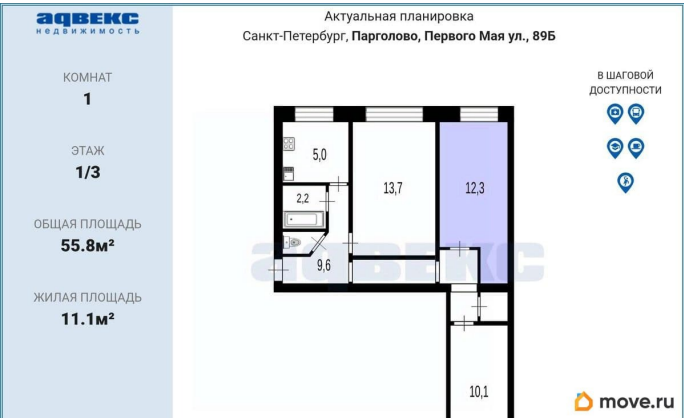 адвекс
недвижимость
Актуальная планировка
Санкт-Петербург, Парголово, Первого Мая ул., 89Б
КОМНАТ
1
ЭТАЖ
1/3
ОБЩАЯ ПЛОЩАДЬ
55.8м²
ЖИЛАЯ ПЛОЩАДЬ
11.1м²
В ШАГОВОЙ
ДОСТУПНОСТИ
5,0
13,7
12,3
2,2
9,6
адвекс
10,1
move.ru